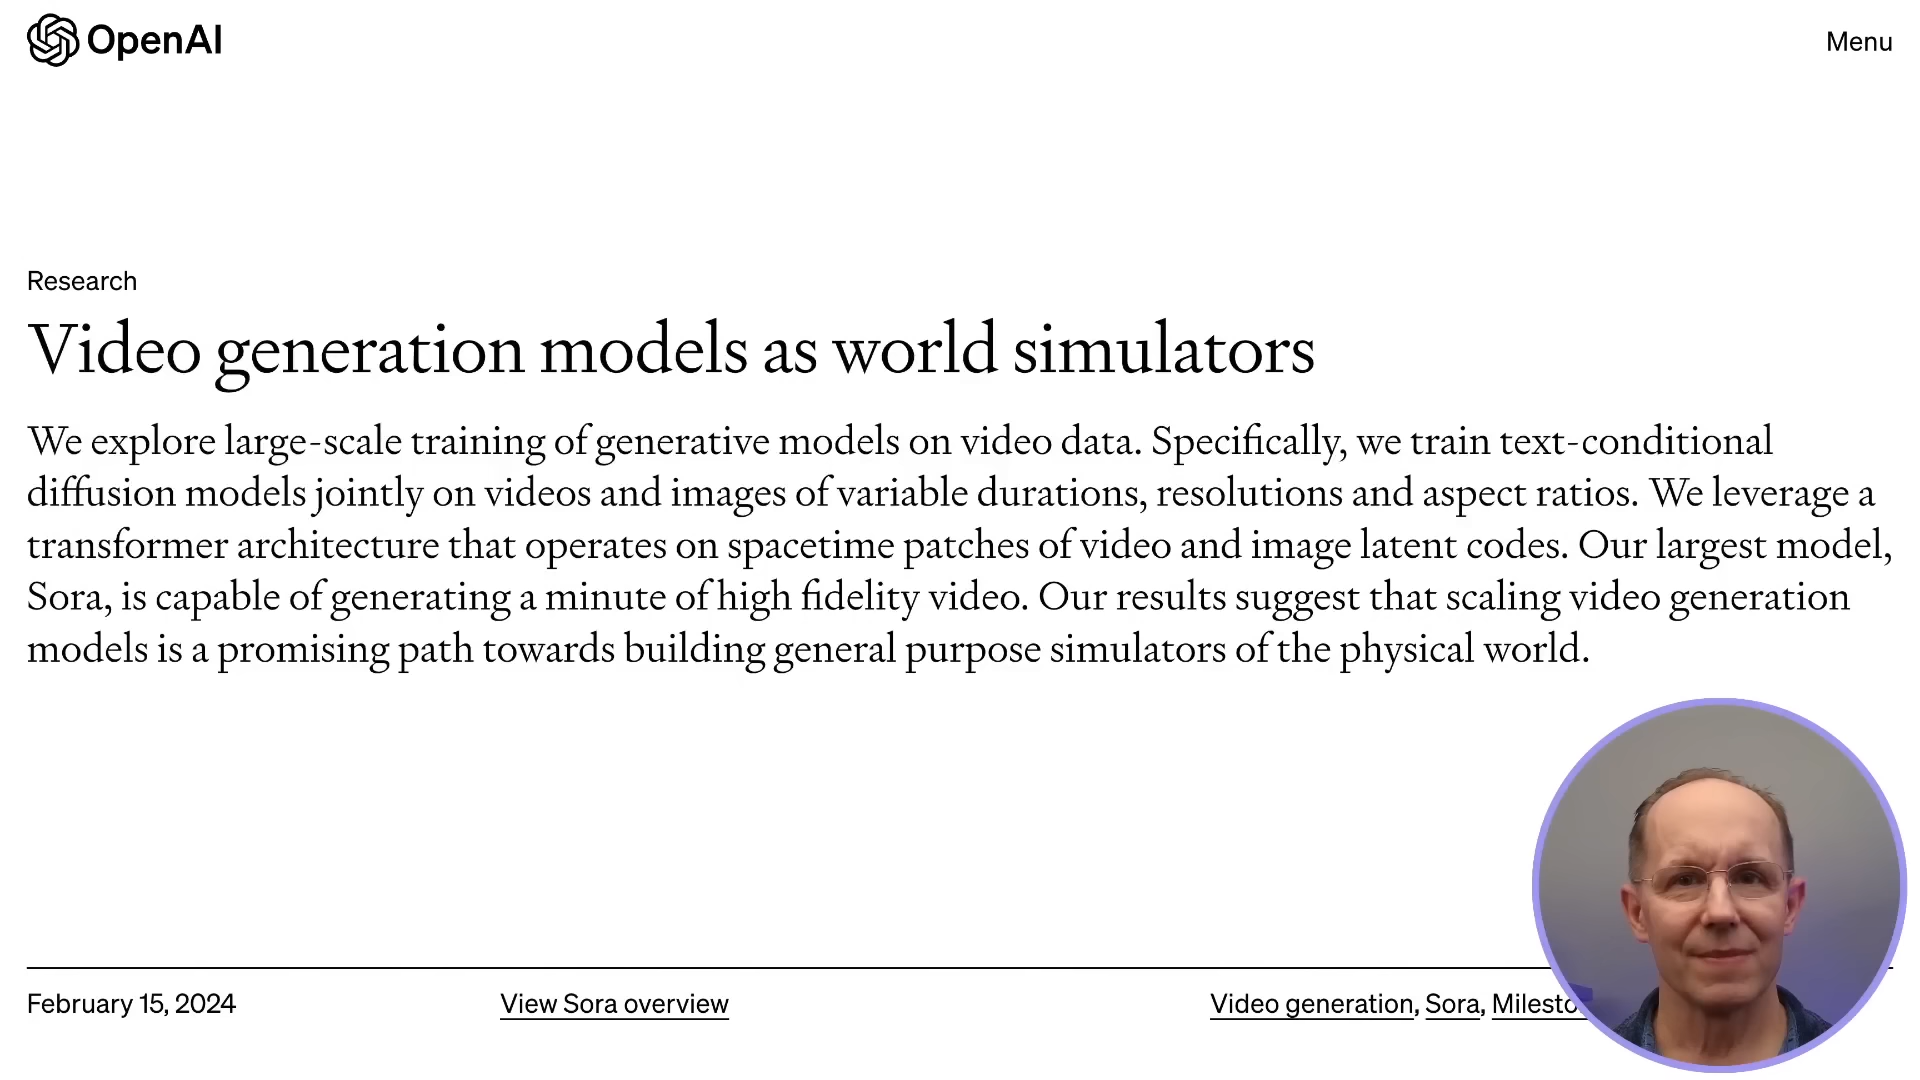 OpenAI
Menu
Research
Video generation models as world simulators
We explore large-scale training of generative models on video data. Specifically, we train text-conditional
diffusion models jointly on videos and images of variable durations, resolutions and aspect ratios. We leverage a
transformer architecture that operates on spacetime patches of video and image latent codes. Our largest model,
Sora, is capable of generating a minute of high fidelity video. Our results suggest that scaling video generation
models is a promising path towards building general purpose simulators of the physical world.
February 15, 2024
View Sora overview
Video generation, Sora,